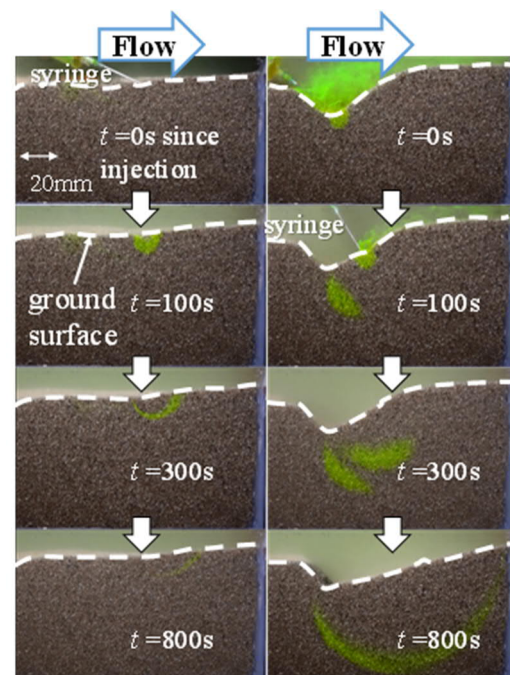 Flow
syringe
t =0s since
injection
20mm
ground
surface
t =100s
t =300s
t =800s
Flow
t =0s
syringe
t =100s
t =300s
t =800s